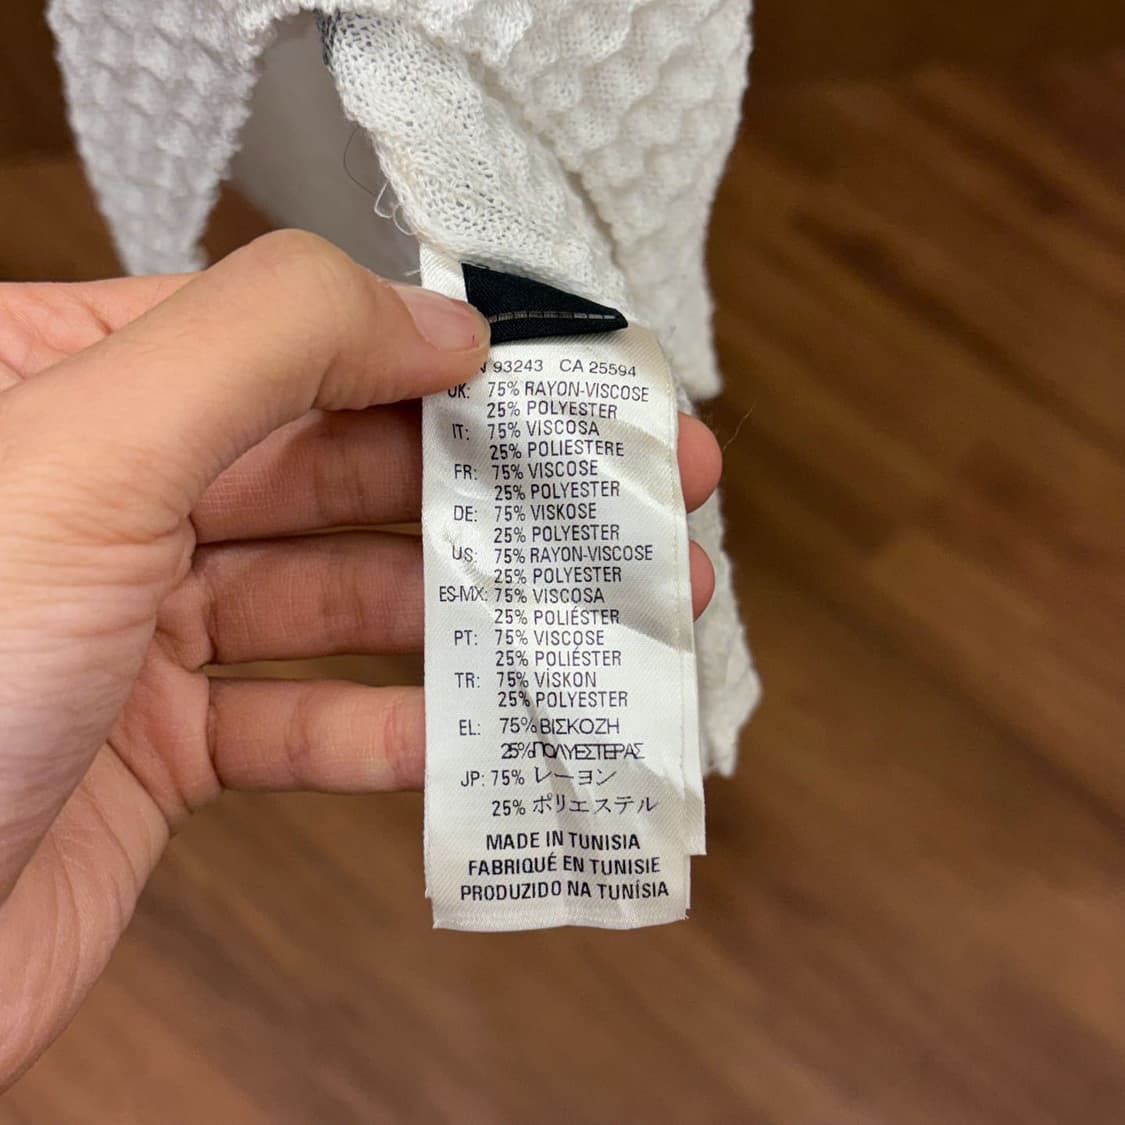 93243 CA 25594
UK: 75% RAYON-VISCOSE
25% POLYESTER
IT: 75% VISCOSA
25% POLIESTERE
FR: 75% VISCOSE
25% POLYESTER
DE: 75% VISKOSE
25% POLYESTER
US: 75% RAYON-VISCOSE
25% POLYESTER
ES-MX: 75% VISCOSA
25% POLIÉSTER
PT: 75% VISCOSE
25% POLIÉSTER
TR: 75% VİSKON
25% POLYESTER
EL: 75% ΒΙΣΚΟΖΗ
25% ΠΟΛΥΕΣΤΕΡΑΣ
JP: 75% レーヨン
25% ポリエステル
MADE IN TUNISIA
FABRIQUÉ EN TUNISIE
PRODUZIDO NA TUNÍSIA